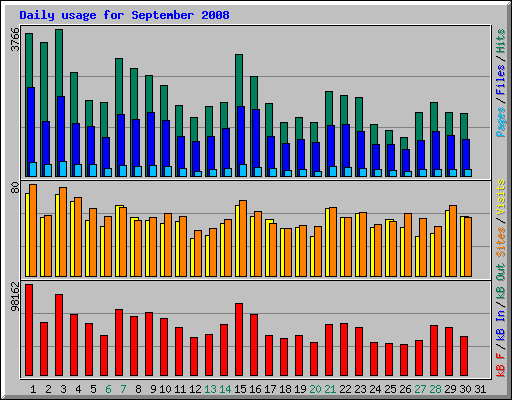 Daily usage for September 2008
3766
Pages / Files / Hits
80
Sites / Visits
98162
kB F / kB In / kB Out
1 2 3 4 5 6 7 8 9 10 11 12 13 14 15 16 17 18 19 20 21 22 23 24 25 26 27 28 29 30 31